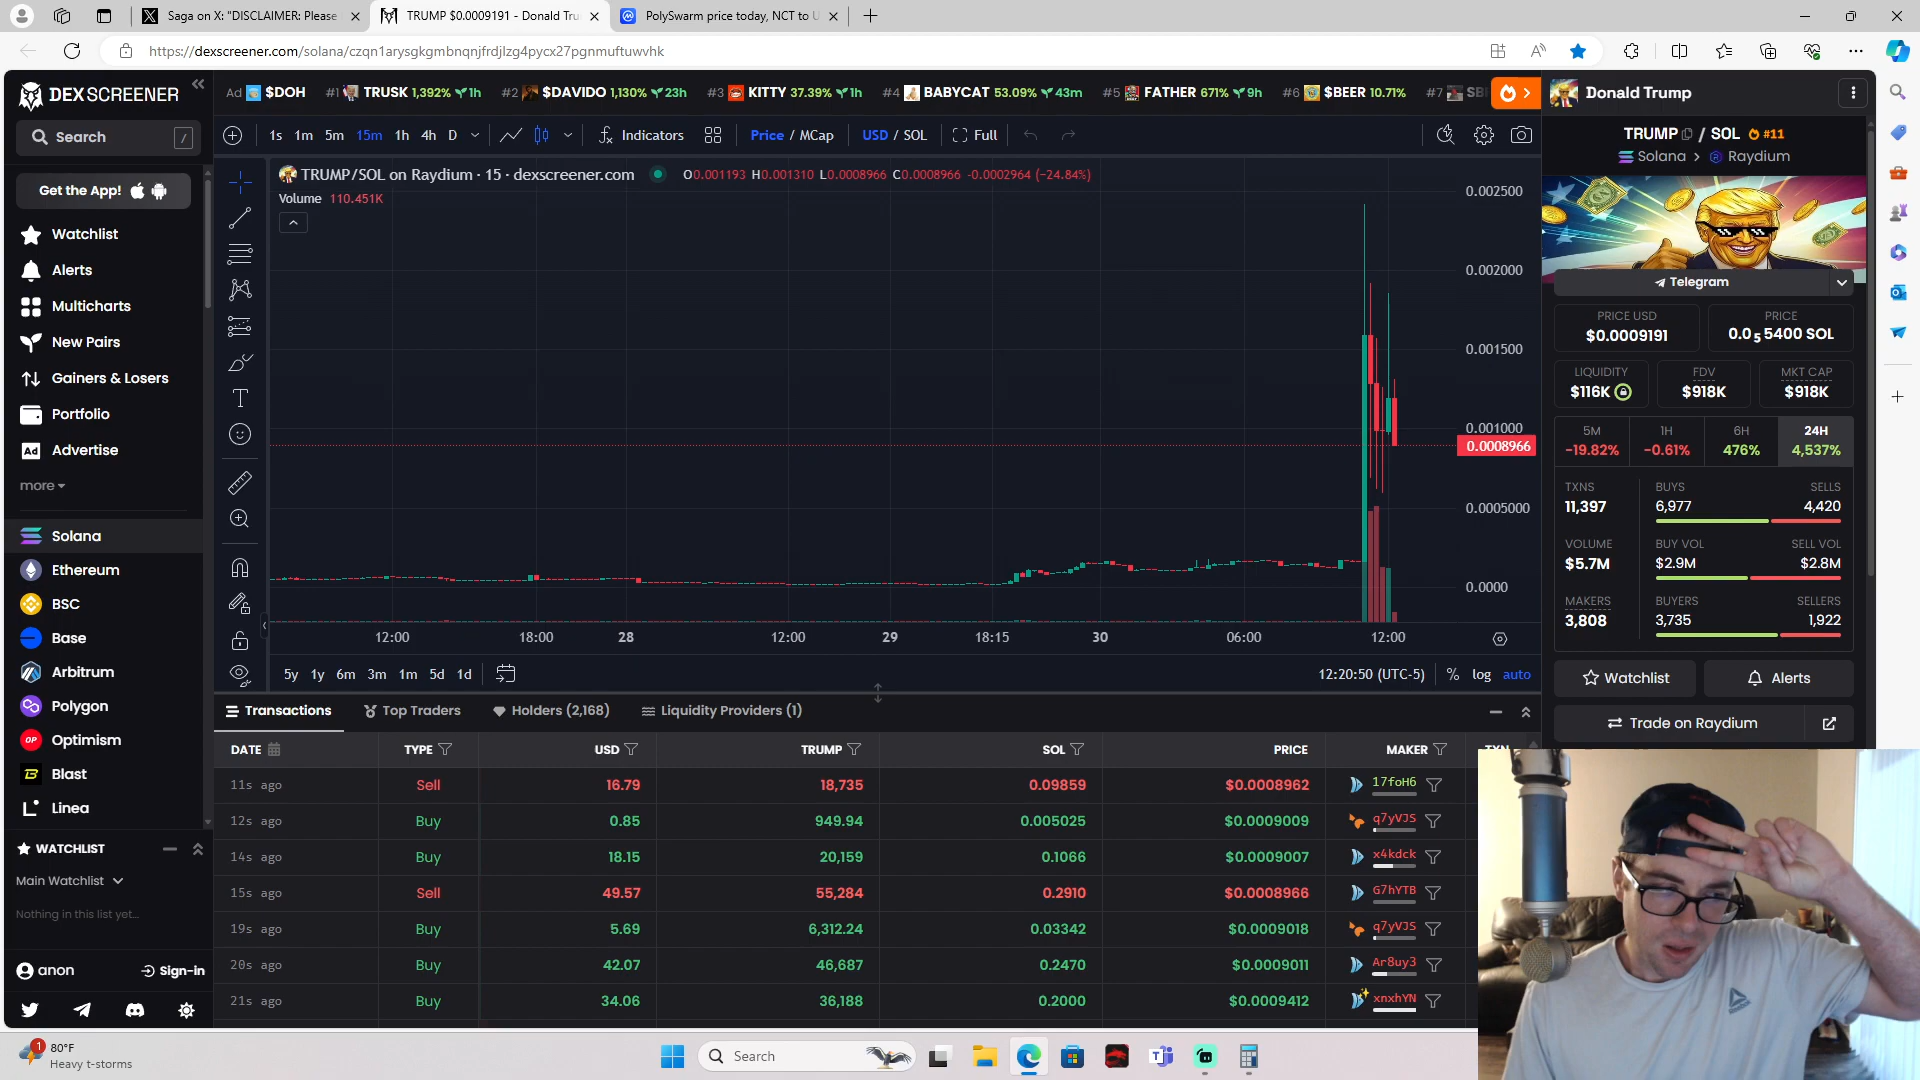 Saga on X: "DISCLAIMER: Please
TRUMP $0.0009191 - Donald Tru
PolySwarm price today, NCT to U
https://dexscreener.com/solana/czqn1arysgkgmbnqnjfrdjlzg4pycx27pgnmuftuwvhk
DEX SCREENER
Ad $DOH #1 TRUSK 1,392% 1h #2 $DAVIDO 1,130% 23h #3 KITTY 37.39% 1h #4 BABYCAT 53.09% 43m #5 FATHER 671% 9h #6 $BEER 10.71% #7
Donald Trump
Search /
1s 1m 5m 15m 1h 4h D Indicators Price / MCap USD / SOL Full
TRUMP / SOL #11
Solana > Raydium
Get the App!
Watchlist
Alerts
Multicharts
New Pairs
Gainers & Losers
Portfolio
Ad Advertise
more
Solana
Ethereum
BSC
Base
Arbitrum
Polygon
OP Optimism
Blast
Linea
WATCHLIST
Main Watchlist
Nothing in this list yet...
anon Sign-in
TRUMP/SOL on Raydium · 15 · dexscreener.com O0.001193 H0.001310 L0.0008966 C0.0008966 -0.0002964 (-24.84%)
Volume 110.451K
0.002500
0.002000
0.001500
0.001000
0.0008966
0.0005000
0.0000
12:00 18:00 28 12:00 29 18:15 30 06:00 12:00
5y 1y 6m 3m 1m 5d 1d 12:20:50 (UTC-5) % log auto
Telegram
PRICE USD PRICE
$0.0009191 0.0₅5400 SOL
LIQUIDITY FDV MKT CAP
$116K $918K $918K
5M 1H 6H 24H
-19.82% -0.61% 476% 4,537%
TXNS BUYS SELLS
11,397 6,977 4,420
VOLUME BUY VOL SELL VOL
$5.7M $2.9M $2.8M
MAKERS BUYERS SELLERS
3,808 3,735 1,922
Watchlist Alerts
Trade on Raydium
Transactions Top Traders Holders (2,168) Liquidity Providers (1)
DATE TYPE USD TRUMP SOL PRICE MAKER TXN
11s ago Sell 16.79 18,735 0.09859 $0.0008962 17foH6
12s ago Buy 0.85 949.94 0.005025 $0.0009009 q7yVJS
14s ago Buy 18.15 20,159 0.1066 $0.0009007 x4kdck
15s ago Sell 49.57 55,284 0.2910 $0.0008966 G7hYTB
19s ago Buy 5.69 6,312.24 0.03342 $0.0009018 q7yVJS
20s ago Buy 42.07 46,687 0.2470 $0.0009011 Ar8uy3
21s ago Buy 34.06 36,188 0.2000 $0.0009412 xnxhYN
1
80°F
Heavy t-storms
Search